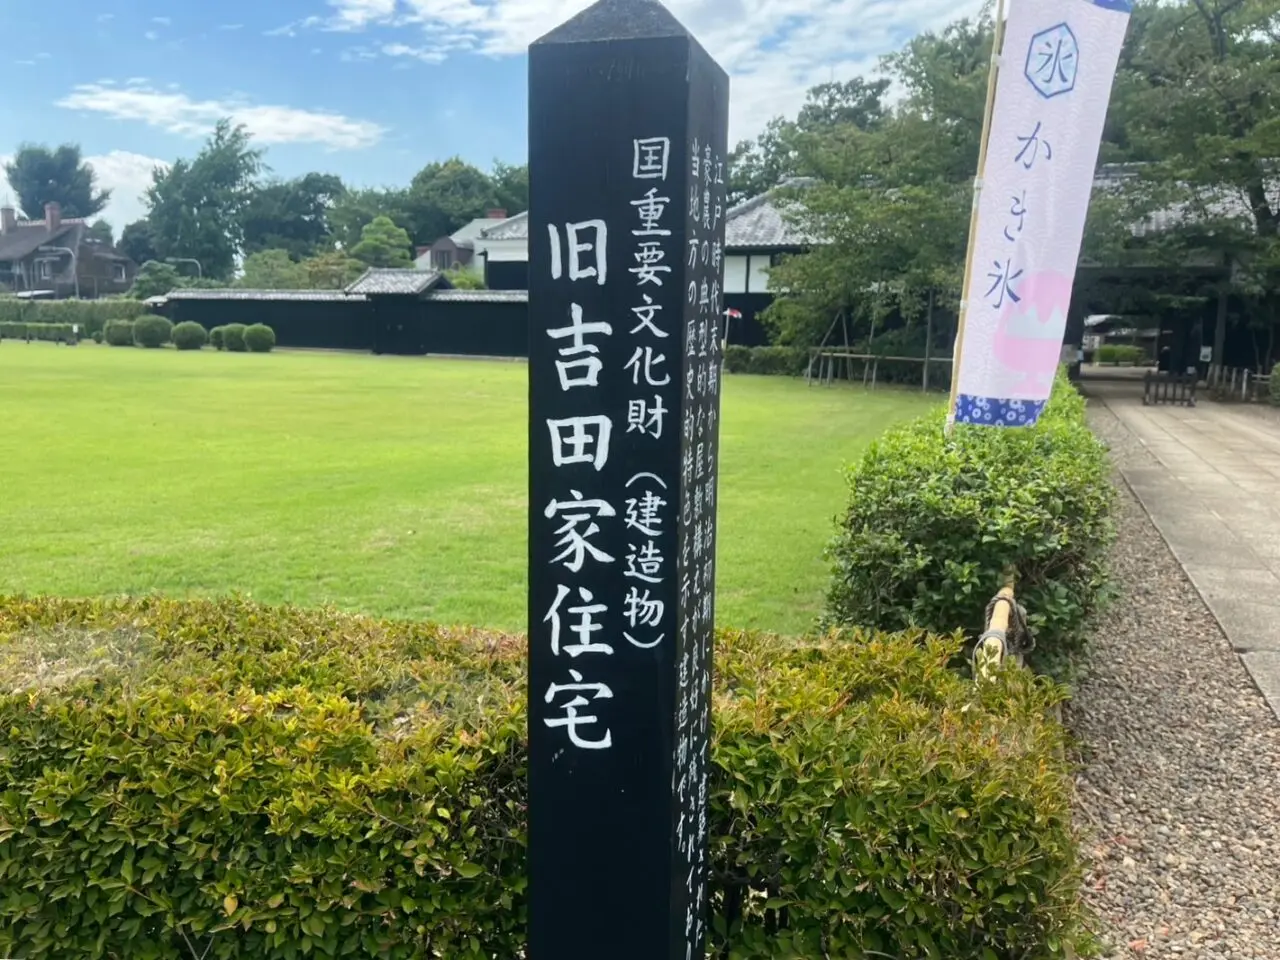 国重要文化財(建造物)
旧吉田家住宅
江戸時代末期から明治初期にかけて建築された
豪農の典型的な屋敷構えが良好に残されており
当地方の歴史的特色を示す建造物です。
氷
かき氷